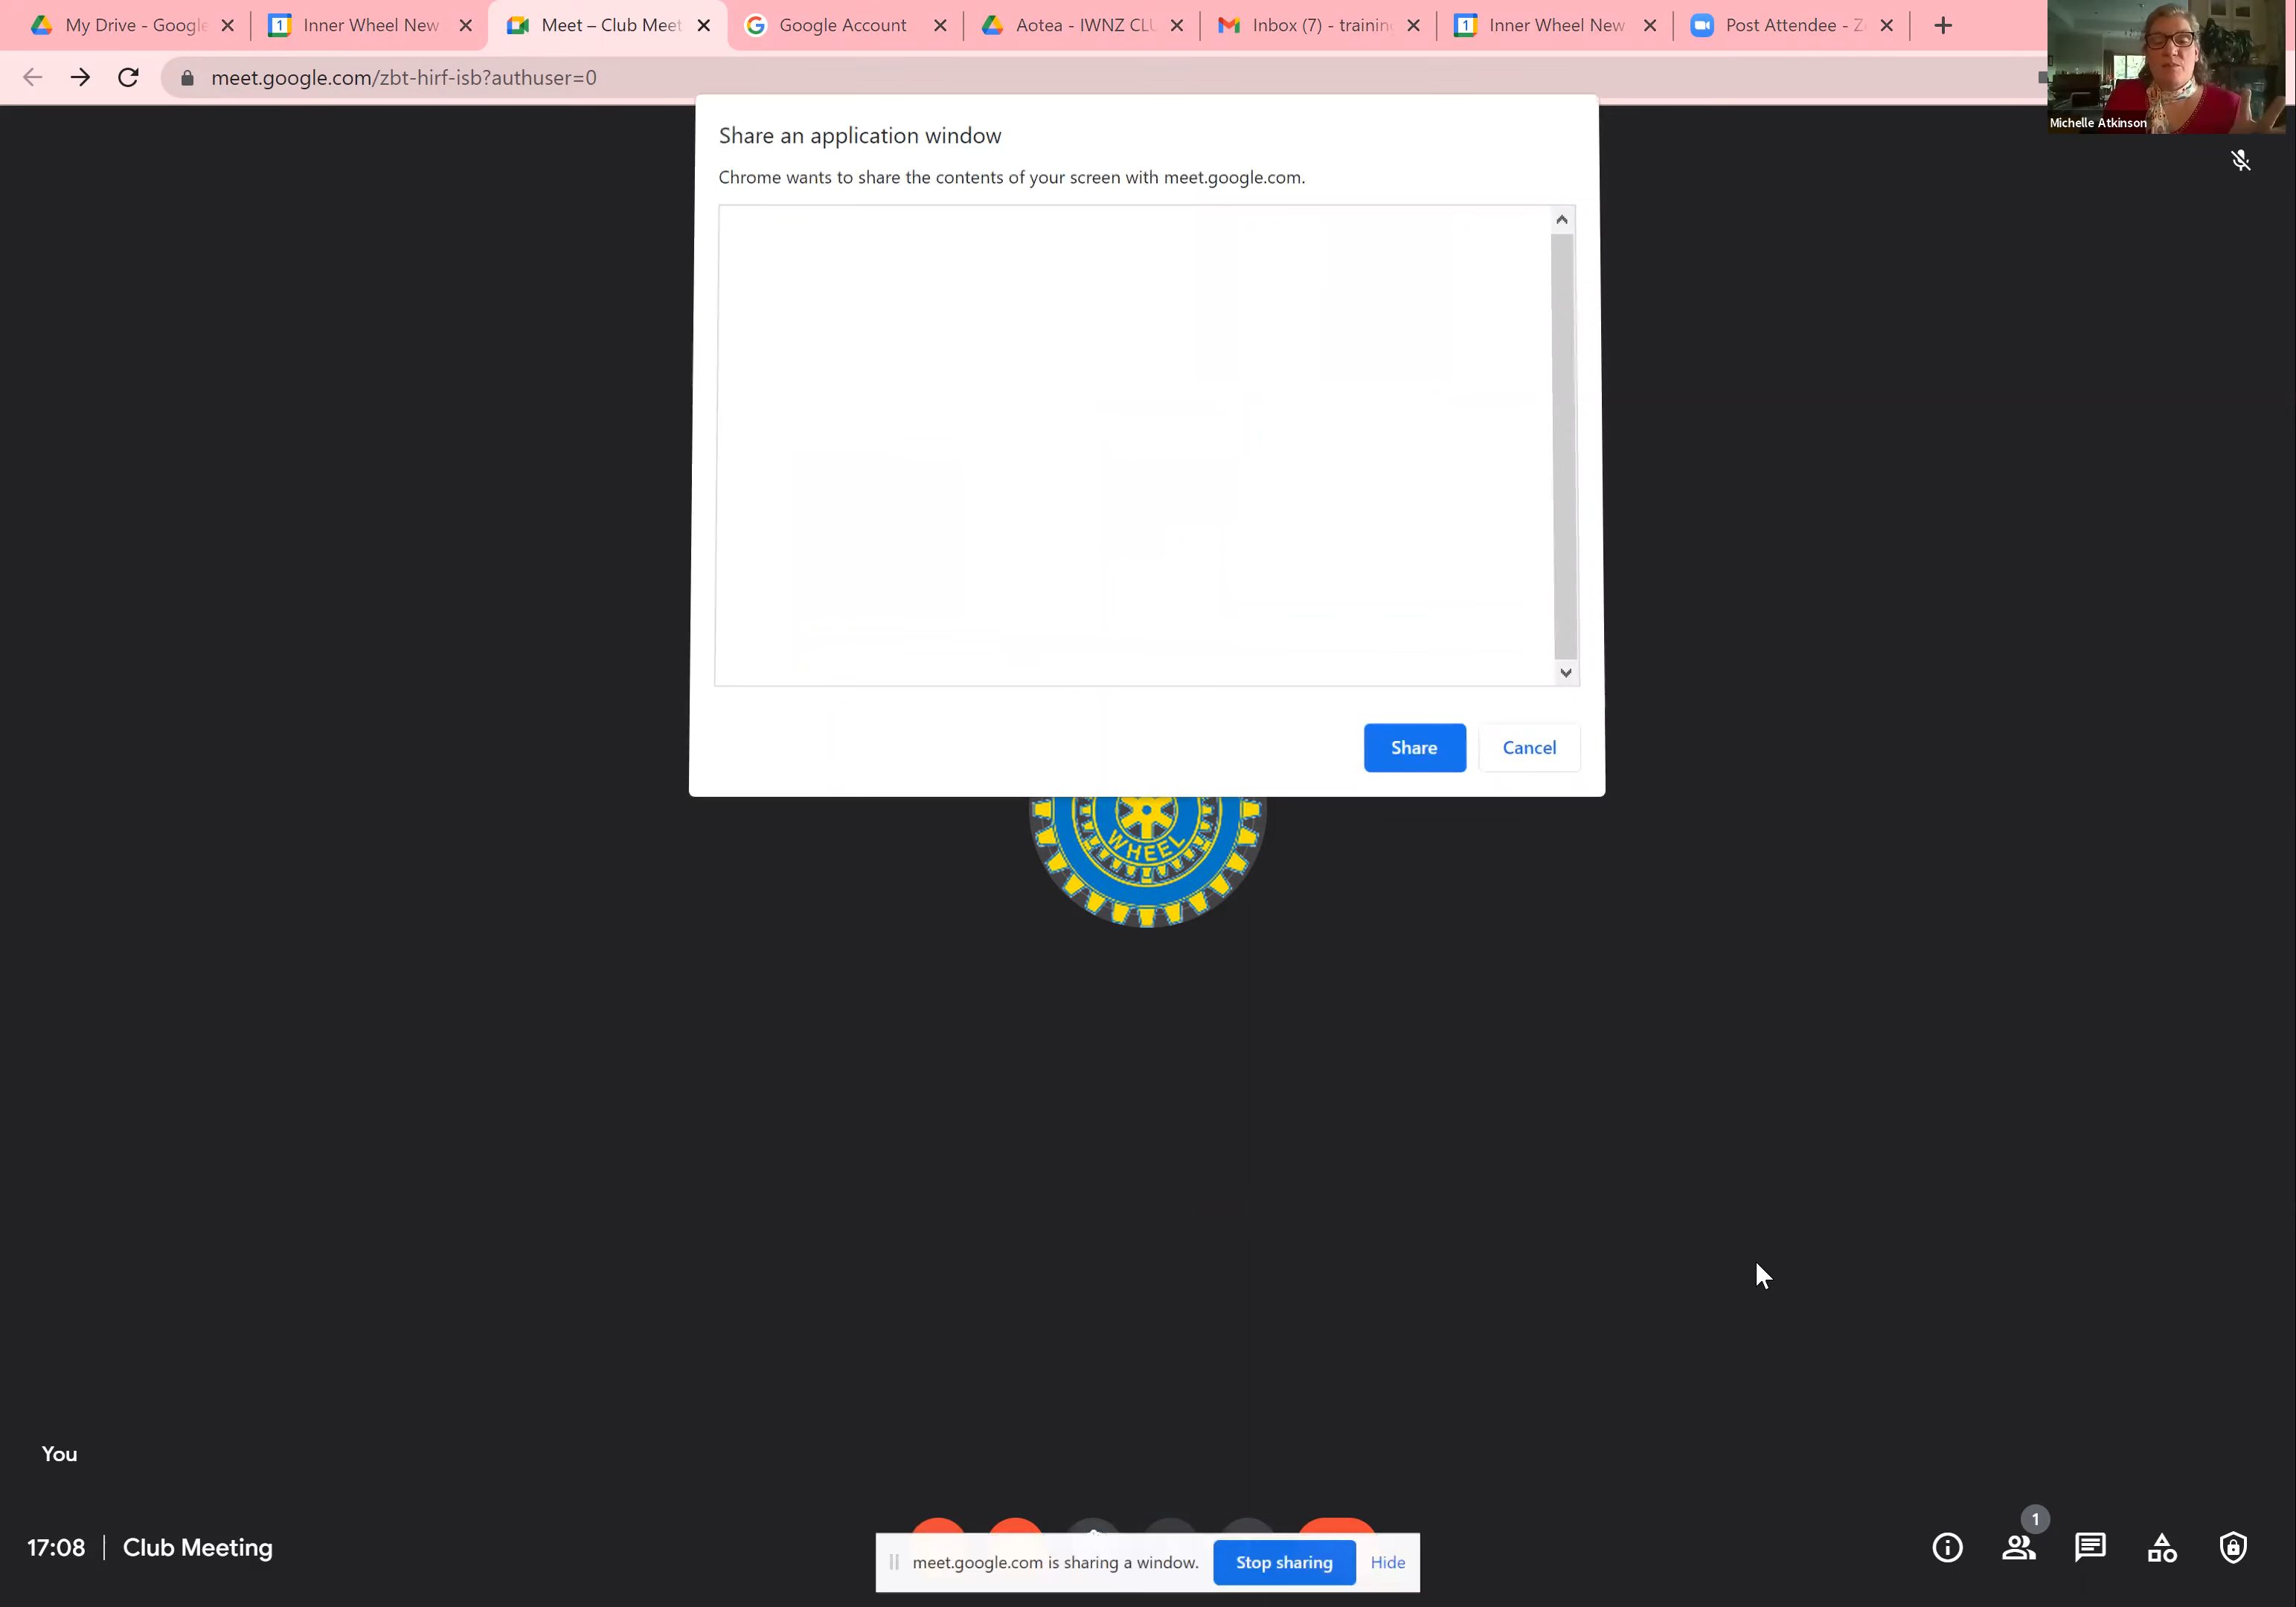 My Drive - Google
Inner Wheel New
Meet – Club Meet
Google Account
Aotea - IWNZ CLU
Inbox (7) - training
Inner Wheel New
Post Attendee - Z
meet.google.com/zbt-hirf-isb?authuser=0
Michelle Atkinson
Share an application window
Chrome wants to share the contents of your screen with meet.google.com.
Share
Cancel
WHEEL
You
17:08
Club Meeting
meet.google.com is sharing a window.
Stop sharing
Hide
1